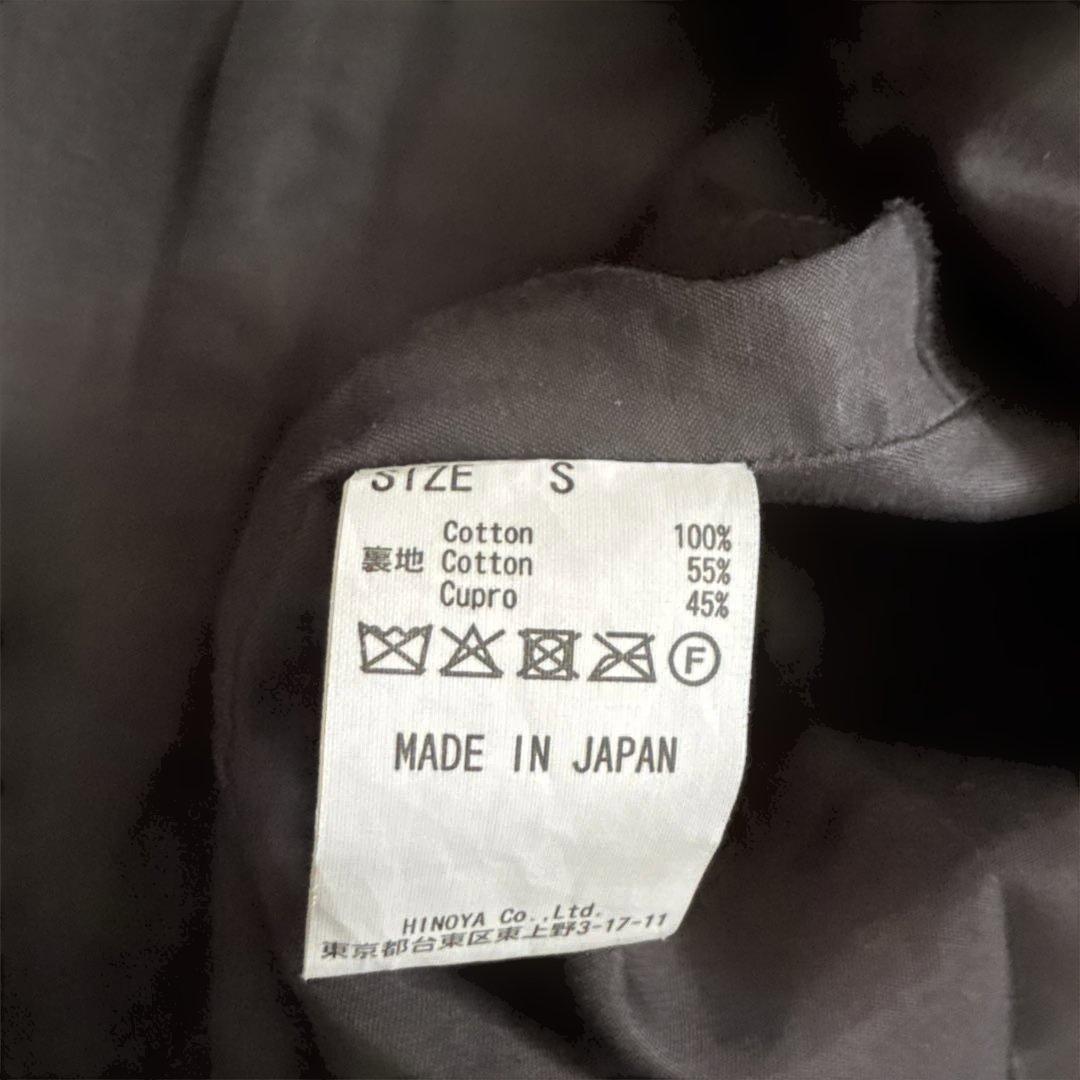 SIZE S
Cotton 100%
裏地 Cotton 55%
Cupro 45%
F
MADE IN JAPAN
HINOYA Co.,Ltd.
東京都台東区東上野3-17-11